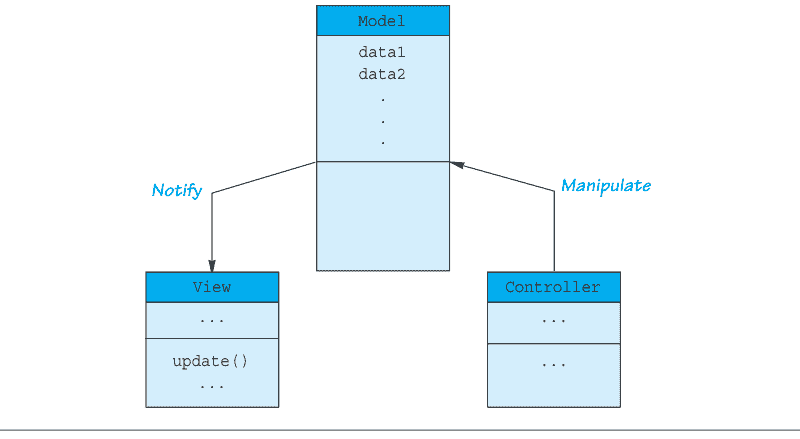 Model
data1
data2
.
.
.
Notify
Manipulate
View
...
update()
...
Controller
...
...